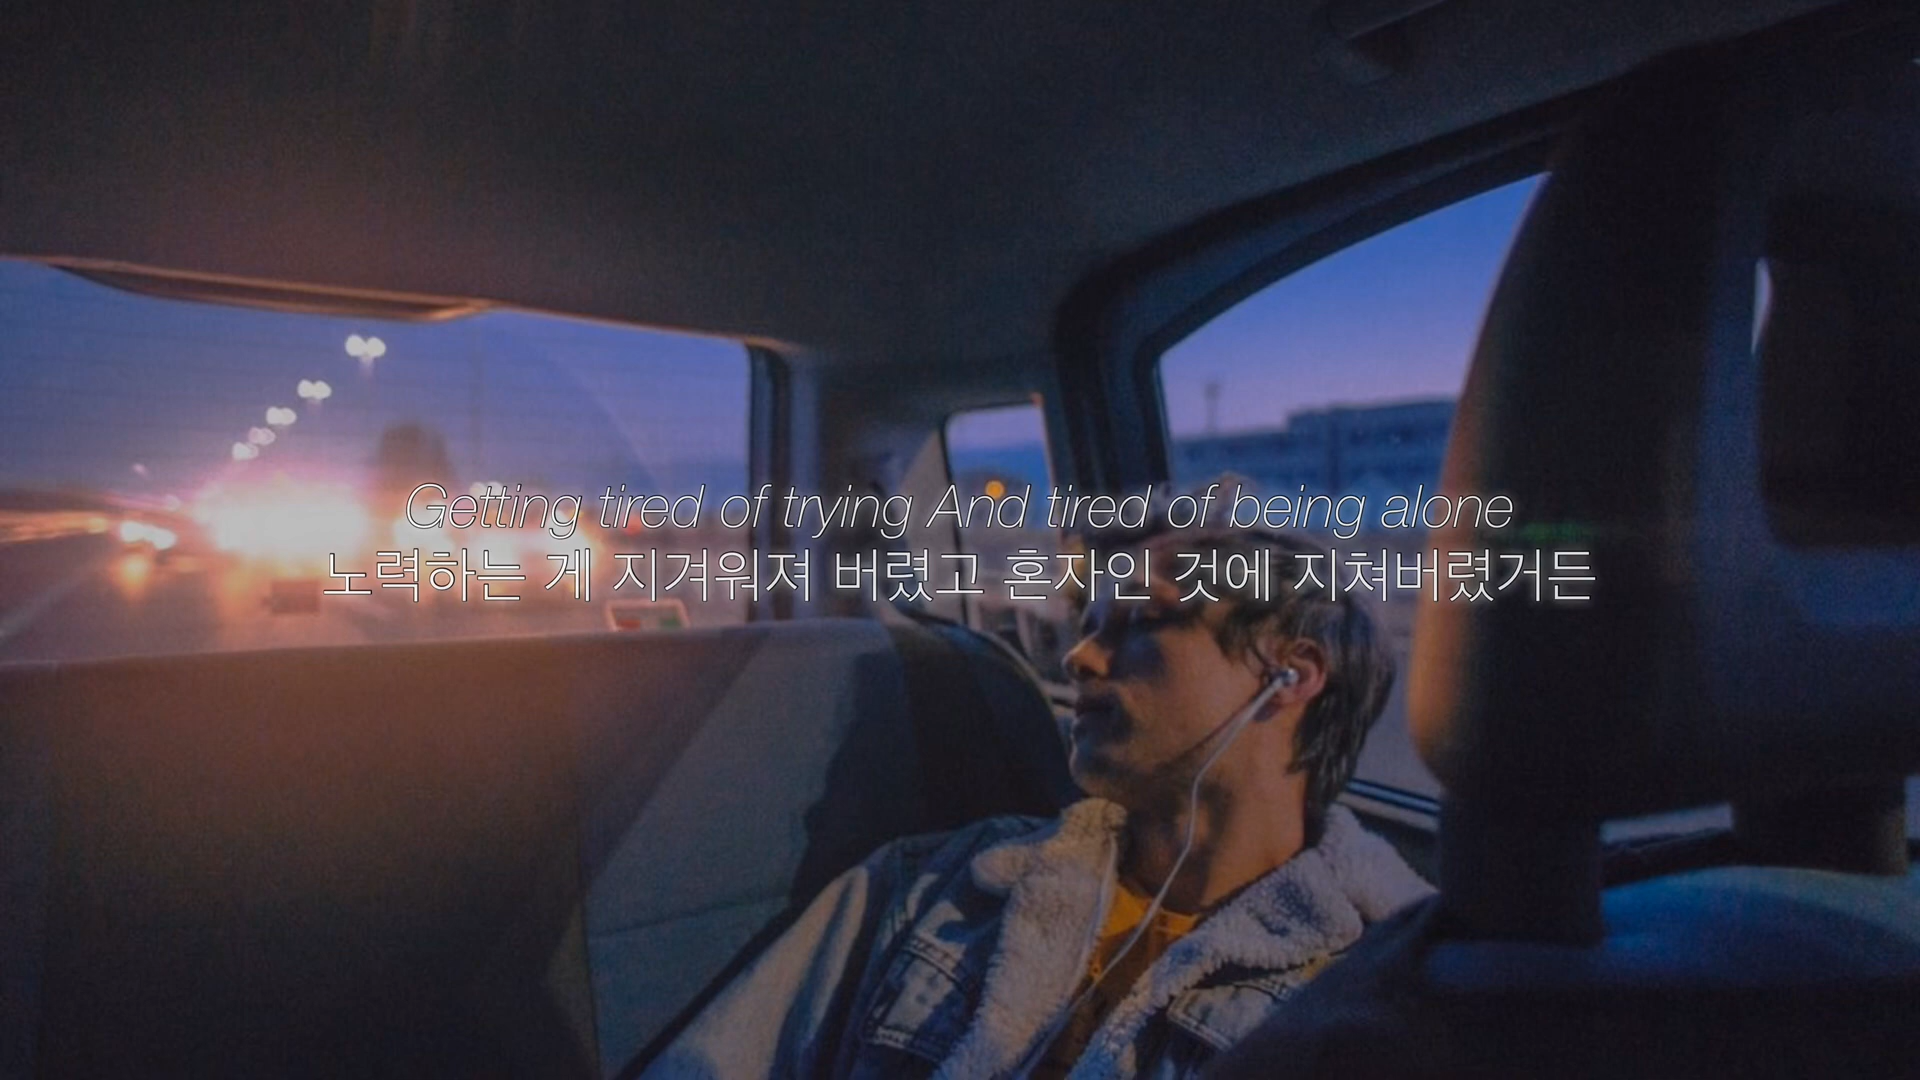 Getting tired of trying And tired of being alone
노력하는 게 지겨워져 버렸고 혼자인 것에 지쳐버렸거든